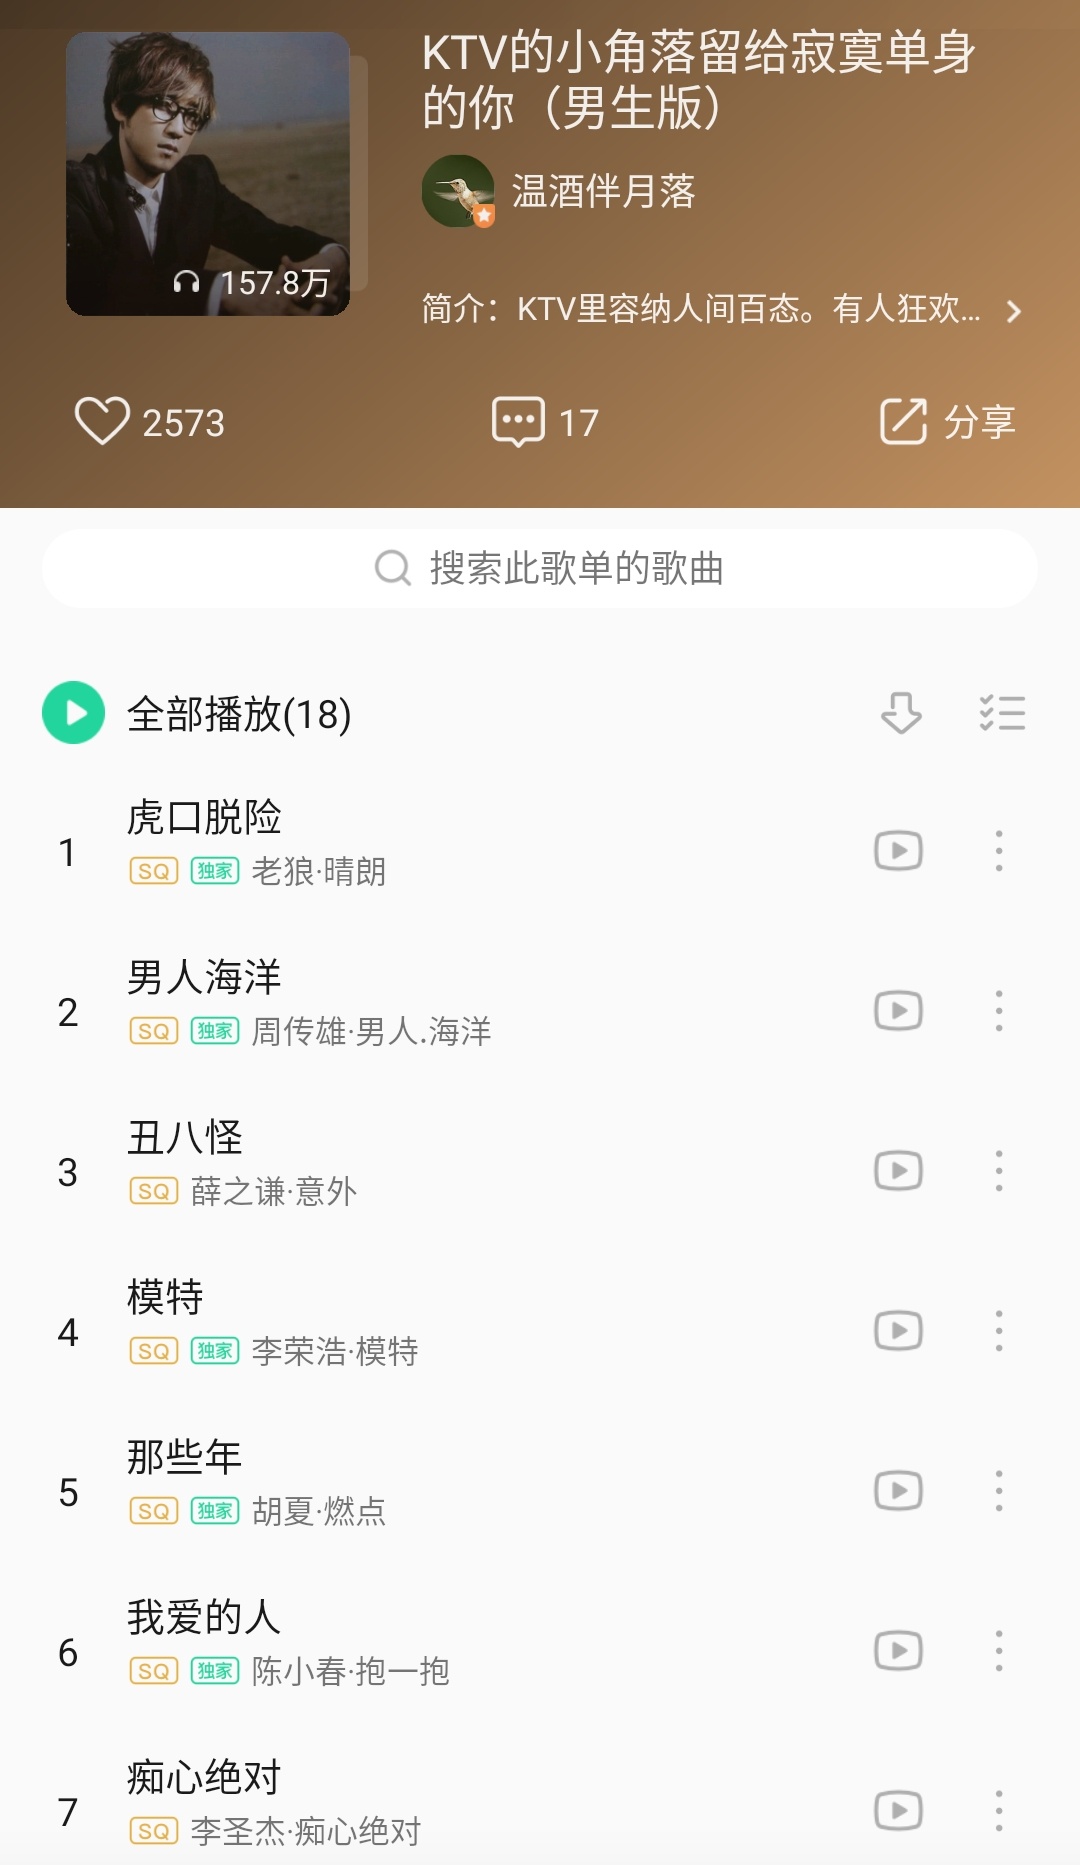 KTV的小角落留给寂寞单身
的你（男生版）
温酒伴月落
157.8万
简介：KTV里容纳人间百态。有人狂欢...
2573
17
分享
搜索此歌单的歌曲
全部播放(18)
1
虎口脱险
SQ 独家 老狼·晴朗
2
男人海洋
SQ 独家 周传雄·男人.海洋
3
丑八怪
SQ 薛之谦·意外
4
模特
SQ 独家 李荣浩·模特
5
那些年
SQ 独家 胡夏·燃点
6
我爱的人
SQ 独家 陈小春·抱一抱
7
痴心绝对
SQ 李圣杰·痴心绝对